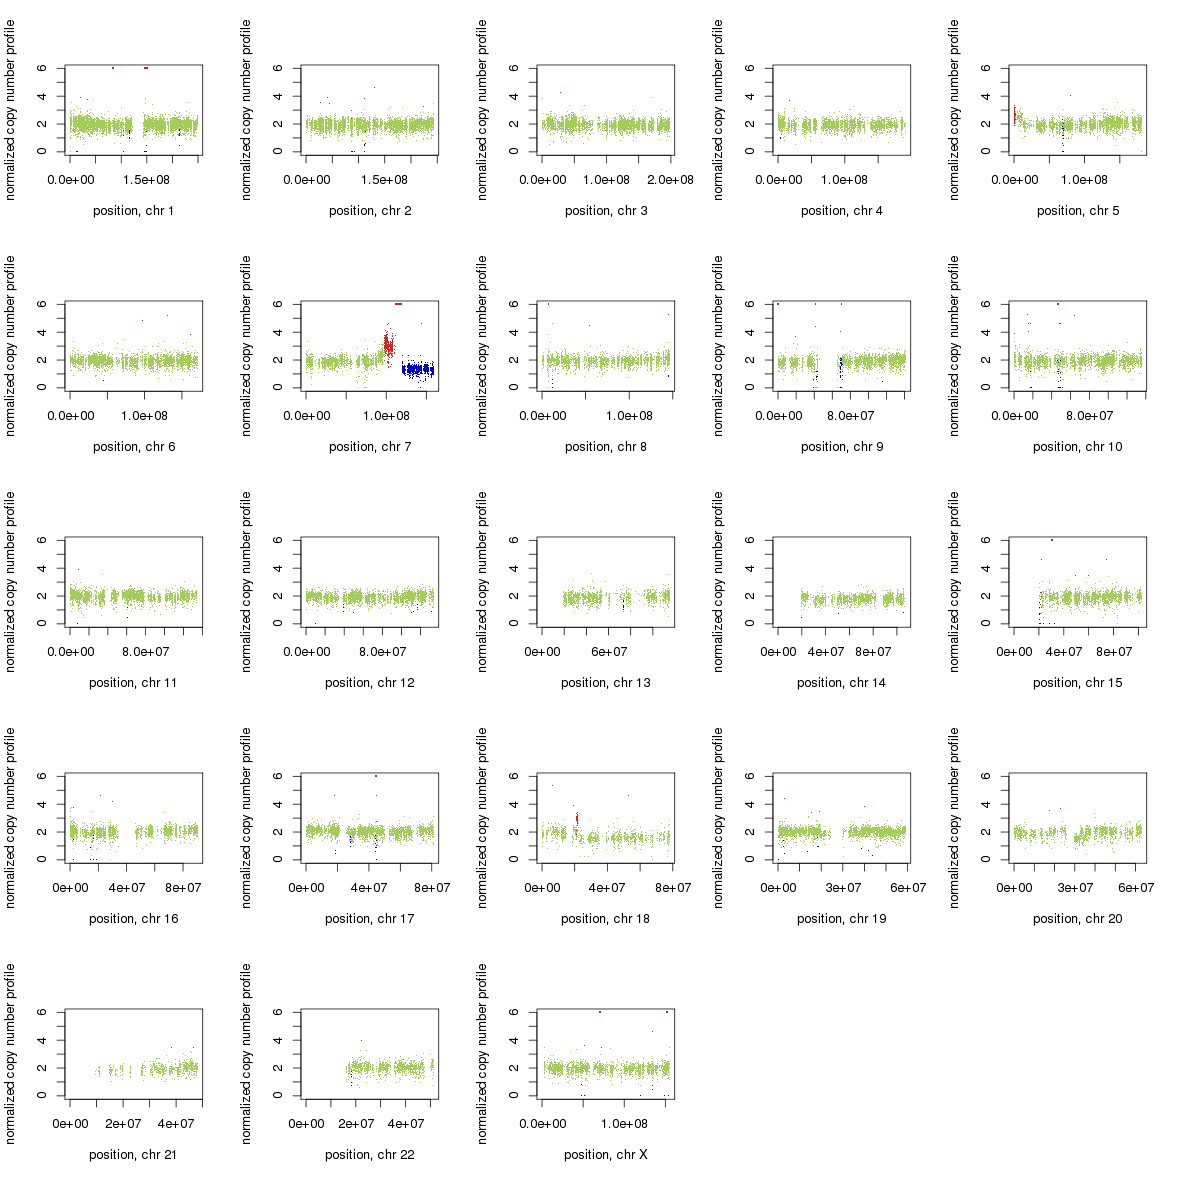 normalized copy number profile
0 2 4 6
0.0e+00 1.5e+08
position, chr 1
normalized copy number profile
0 2 4 6
0.0e+00 1.5e+08
position, chr 2
normalized copy number profile
0 2 4 6
0.0e+00 1.0e+08 2.0e+08
position, chr 3
normalized copy number profile
0 2 4 6
0.0e+00 1.0e+08
position, chr 4
normalized copy number profile
0 2 4 6
0.0e+00 1.0e+08
position, chr 5
normalized copy number profile
0 2 4 6
0.0e+00 1.0e+08
position, chr 6
normalized copy number profile
0 2 4 6
0.0e+00 1.0e+08
position, chr 7
normalized copy number profile
0 2 4 6
0.0e+00 1.0e+08
position, chr 8
normalized copy number profile
0 2 4 6
0.0e+00 8.0e+07
position, chr 9
normalized copy number profile
0 2 4 6
0.0e+00 8.0e+07
position, chr 10
normalized copy number profile
0 2 4 6
0.0e+00 8.0e+07
position, chr 11
normalized copy number profile
0 2 4 6
0.0e+00 8.0e+07
position, chr 12
normalized copy number profile
0 2 4 6
0e+00 6e+07
position, chr 13
normalized copy number profile
0 2 4 6
0e+00 4e+07 8e+07
position, chr 14
normalized copy number profile
0 2 4 6
0e+00 4e+07 8e+07
position, chr 15
normalized copy number profile
0 2 4 6
0e+00 4e+07 8e+07
position, chr 16
normalized copy number profile
0 2 4 6
0e+00 4e+07 8e+07
position, chr 17
normalized copy number profile
0 2 4 6
0e+00 4e+07 8e+07
position, chr 18
normalized copy number profile
0 2 4 6
0e+00 3e+07 6e+07
position, chr 19
normalized copy number profile
0 2 4 6
0e+00 3e+07 6e+07
position, chr 20
normalized copy number profile
0 2 4 6
0e+00 2e+07 4e+07
position, chr 21
normalized copy number profile
0 2 4 6
0e+00 2e+07 4e+07
position, chr 22
normalized copy number profile
0 2 4 6
0.0e+00 1.0e+08
position, chr X